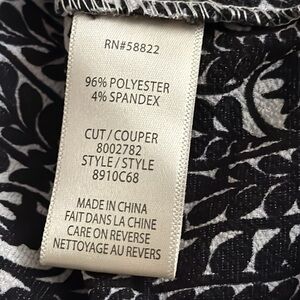 RN#58822
96% POLYESTER
4% SPANDEX
CUT / COUPER
8002782
STYLE / STYLE
8910C68
MADE IN CHINA
FAIT DANS LA CHINE
CARE ON REVERSE
NETTOYAGE AU REVERS